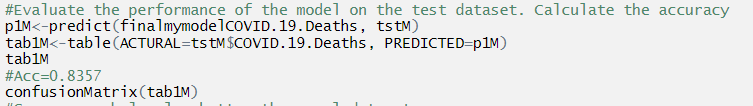 #Evaluate the performance of the model on the test dataset. Calculate the accuracy
p1M<-predict(finalmymodelCOVID.19.Deaths, tstM)
tab1M<-table(ACTURAL=tstM$COVID.19.Deaths, PREDICTED=p1M)
tab1M
#Acc=0.8357
confusionMatrix(tab1M)